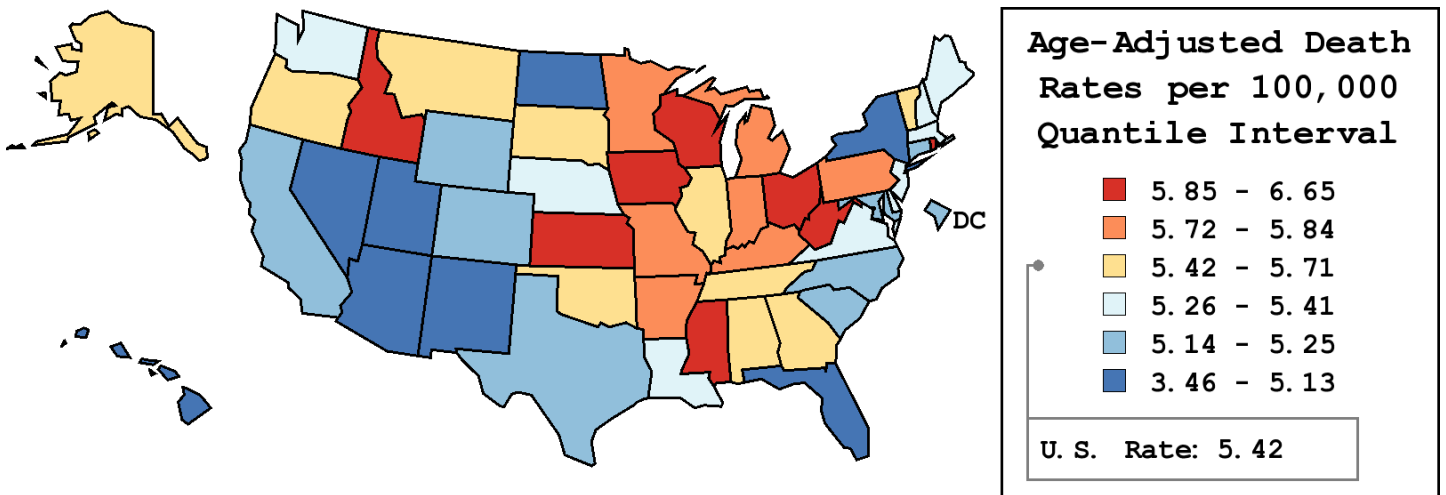 Age-Adjusted Death
Rates per 100,000
Quantile Interval
5.85 - 6.65
5.72 - 5.84
5.42 - 5.71
5.26 - 5.41
5.14 - 5.25
3.46 - 5.13
U.S. Rate: 5.42
DC